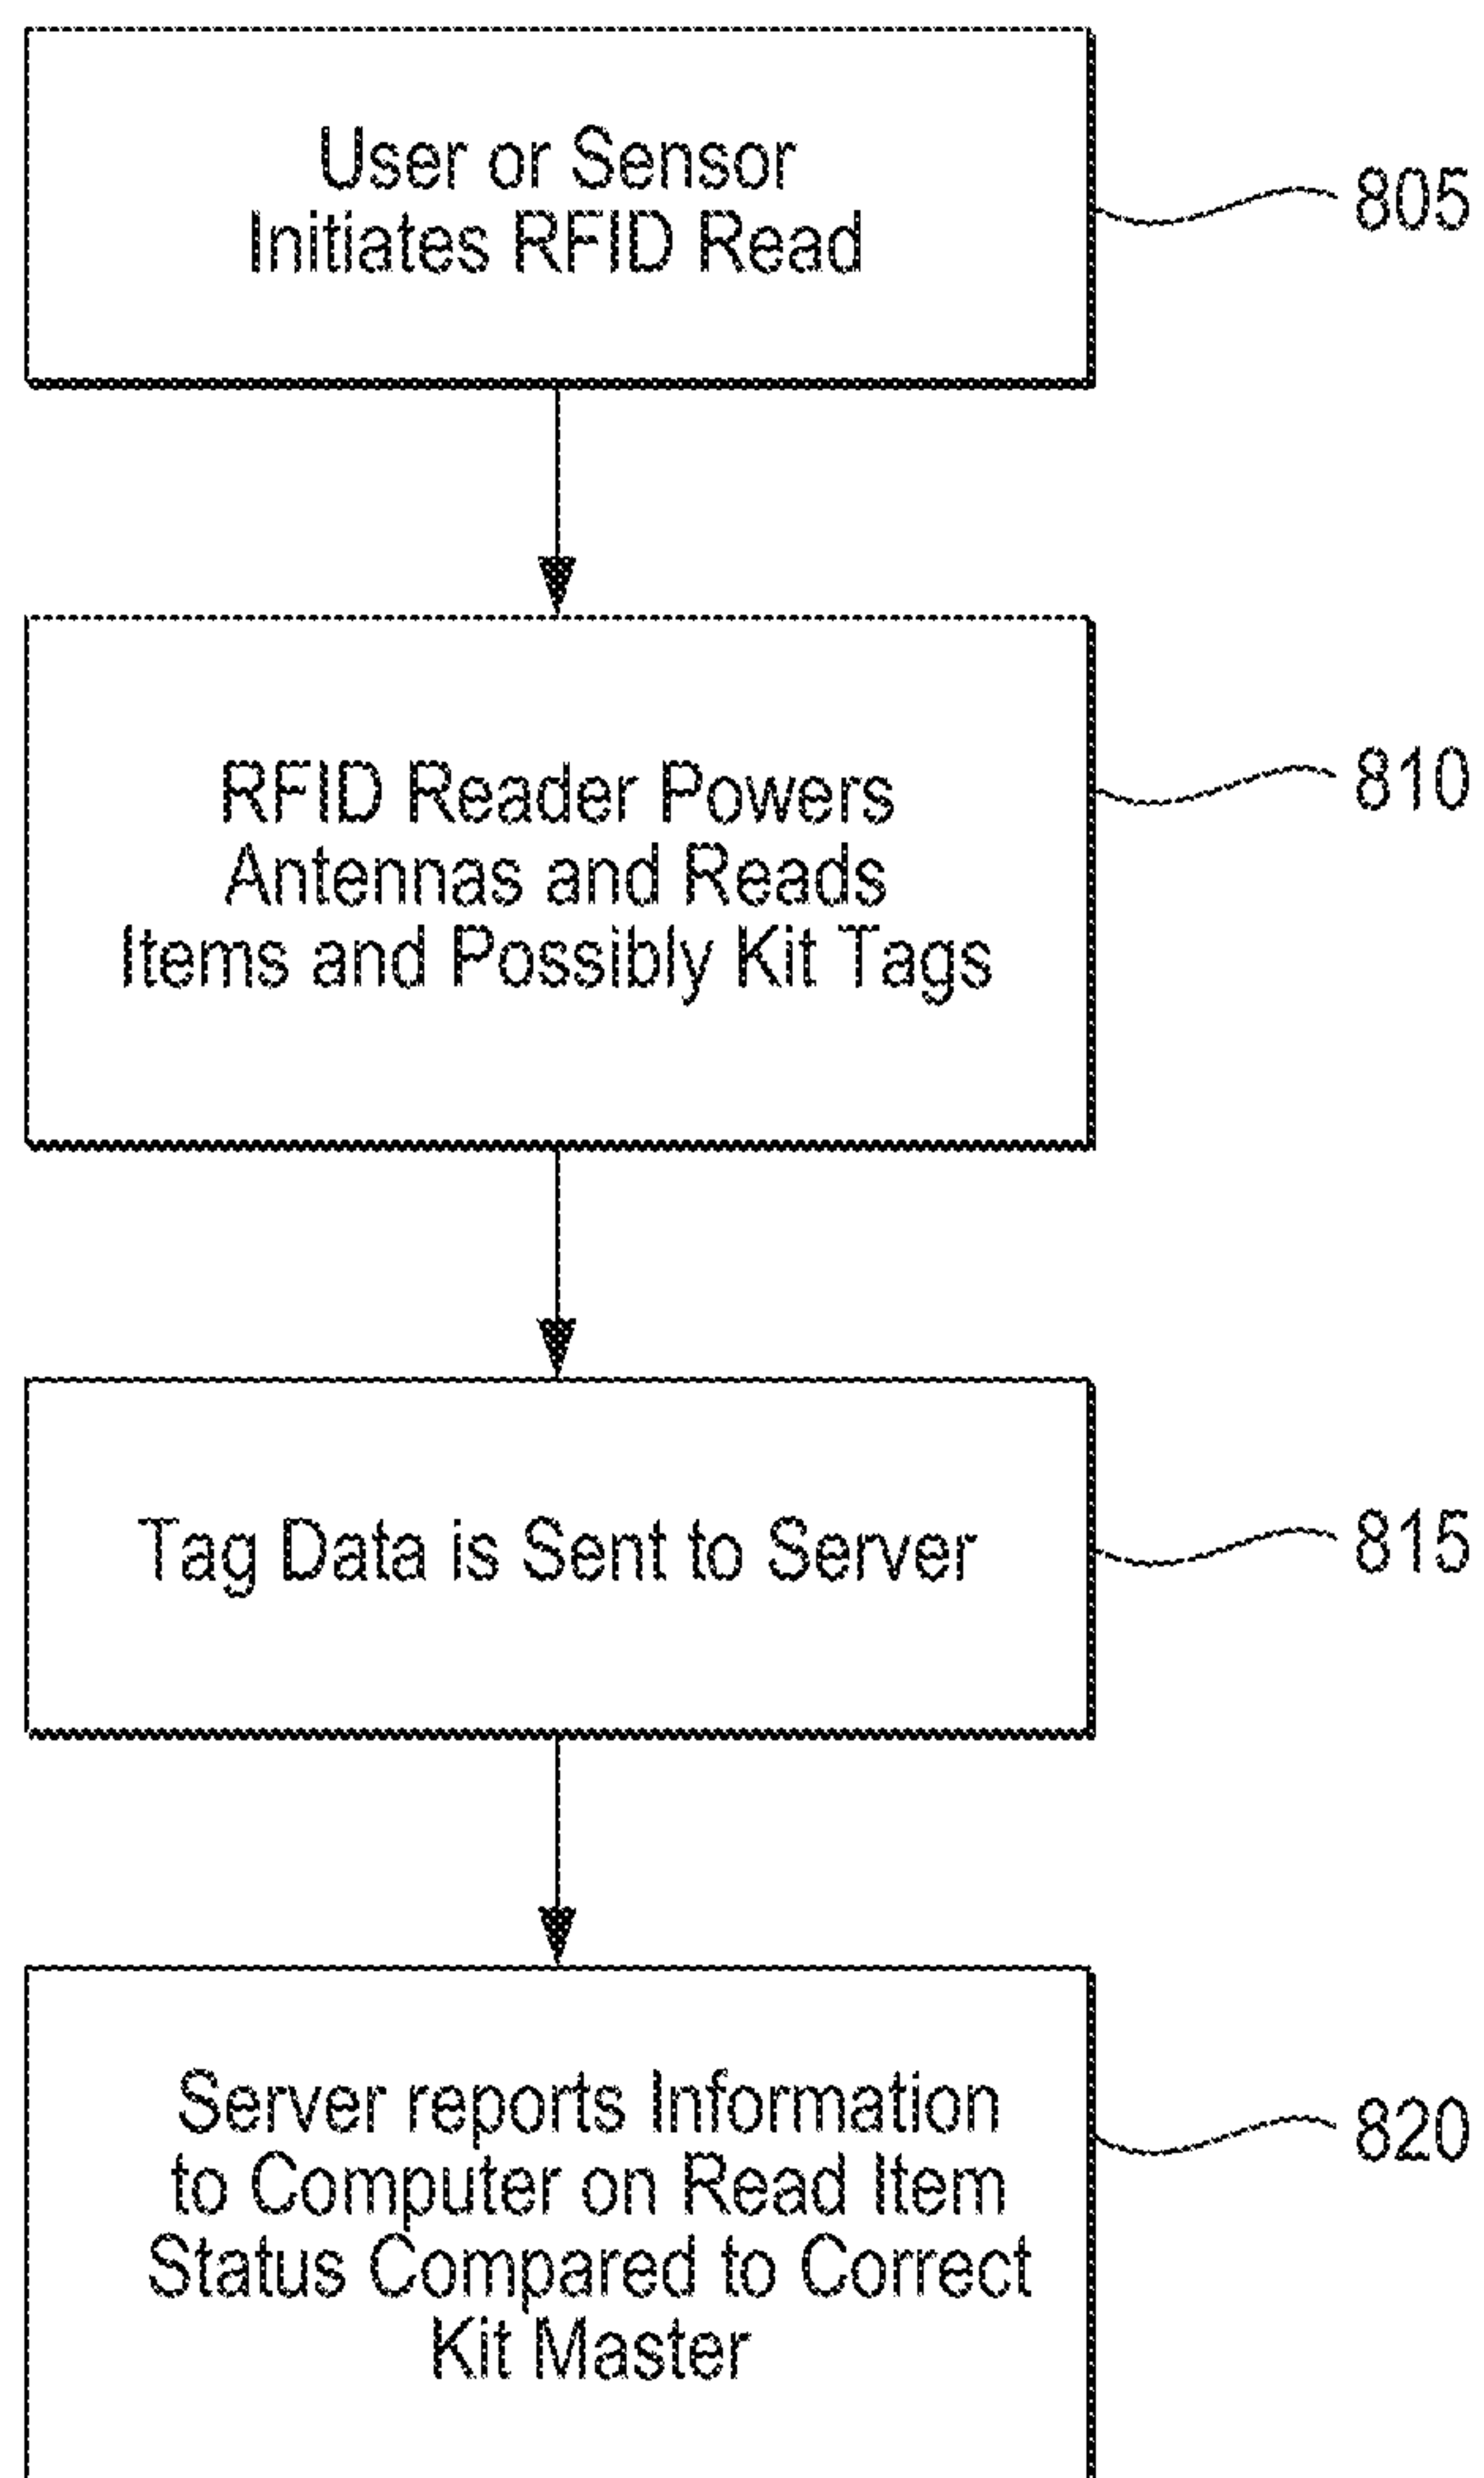 User or Sensor
Initiates RFID Read
805
RFID Reader Powers
Antennas and Reads
Items and Possibly Kit Tags
810
Tag Data is Sent to Server
815
Server reports Information
to Computer on Read Item
Status Compared to Correct
Kit Master
820